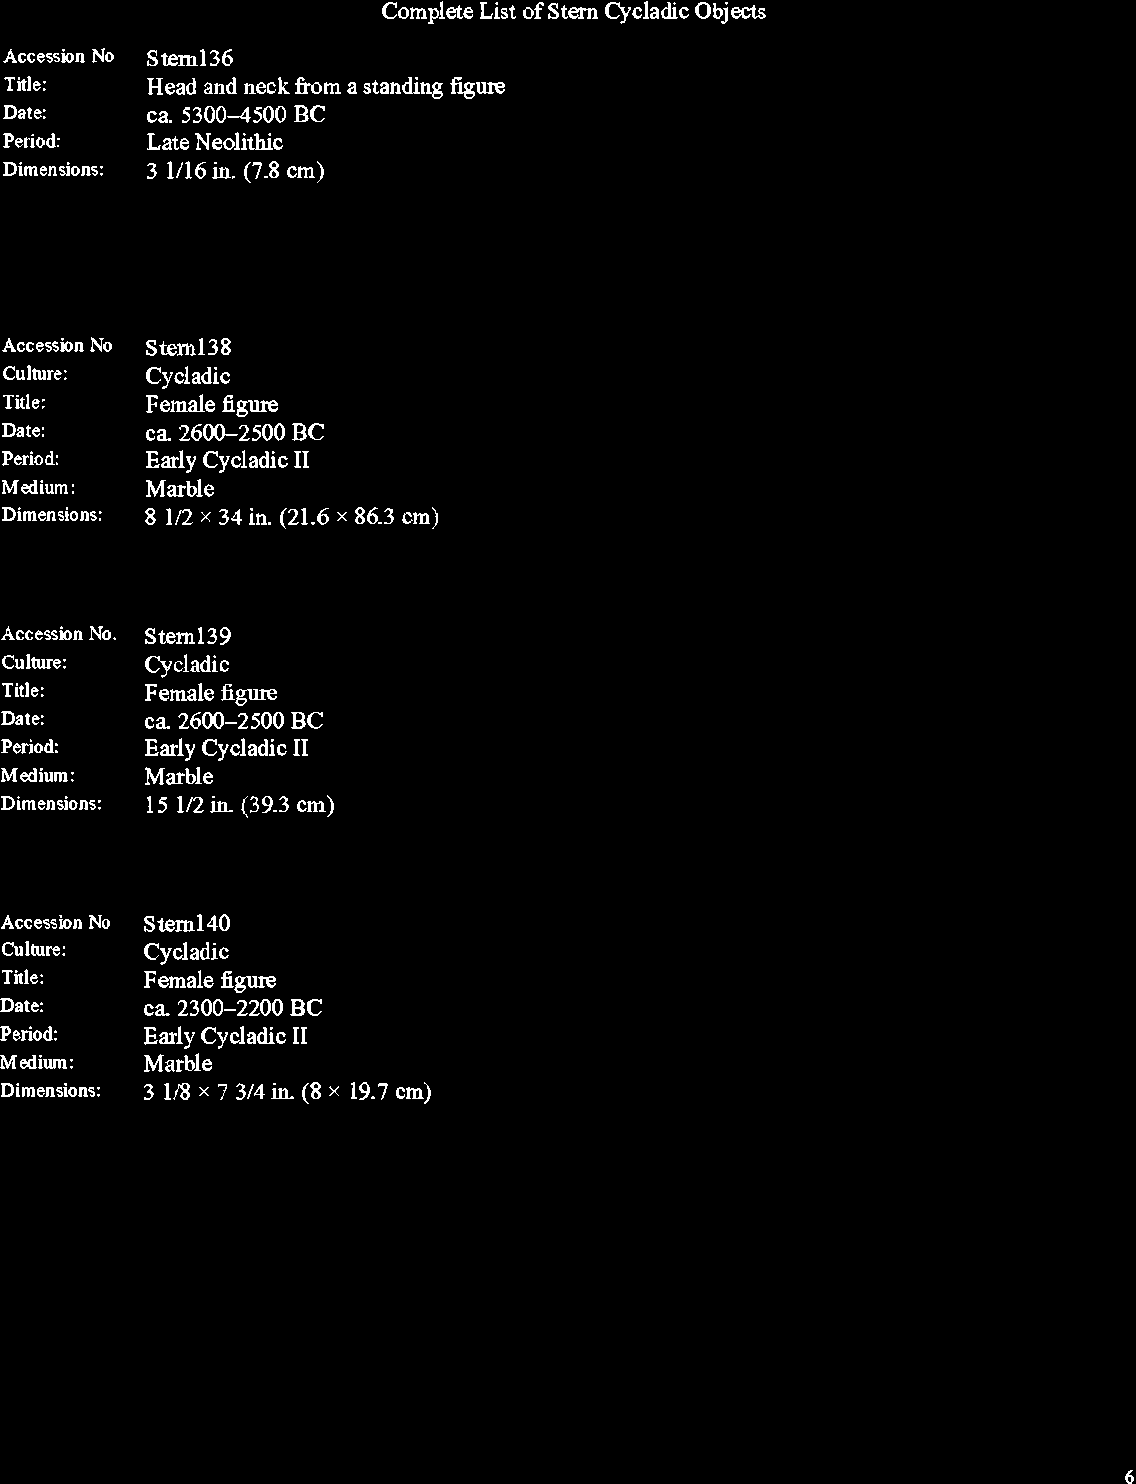 Complete List of Stern Cycladic Objects
Accession No Stern136
Title: Head and neck from a standing figure
Date: ca. 5300–4500 BC
Period: Late Neolithic
Dimensions: 3 1/16 in. (7.8 cm)
Accession No Stern138
Culture: Cycladic
Title: Female figure
Date: ca. 2600–2500 BC
Period: Early Cycladic II
Medium: Marble
Dimensions: 8 1/2 × 34 in. (21.6 × 86.3 cm)
Accession No. Stern139
Culture: Cycladic
Title: Female figure
Date: ca. 2600–2500 BC
Period: Early Cycladic II
Medium: Marble
Dimensions: 15 1/2 in. (39.3 cm)
Accession No Stern140
Culture: Cycladic
Title: Female figure
Date: ca. 2300–2200 BC
Period: Early Cycladic II
Medium: Marble
Dimensions: 3 1/8 × 7 3/4 in. (8 × 19.7 cm)
6